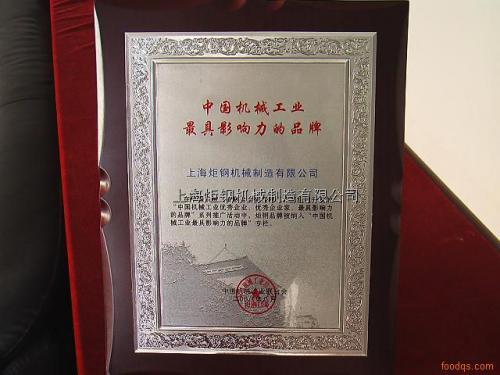 中国机械工业
最具影响力的品牌
上海炬钢机械制造有限公司
上海炬钢机械制造有限公司
“中国机械工业优秀企业、优秀企业家、最具影响力
的品牌”系列推广活动中，炬钢品牌被纳入“中国机
械工业最具影响力的品牌”专栏。
foodqs.com